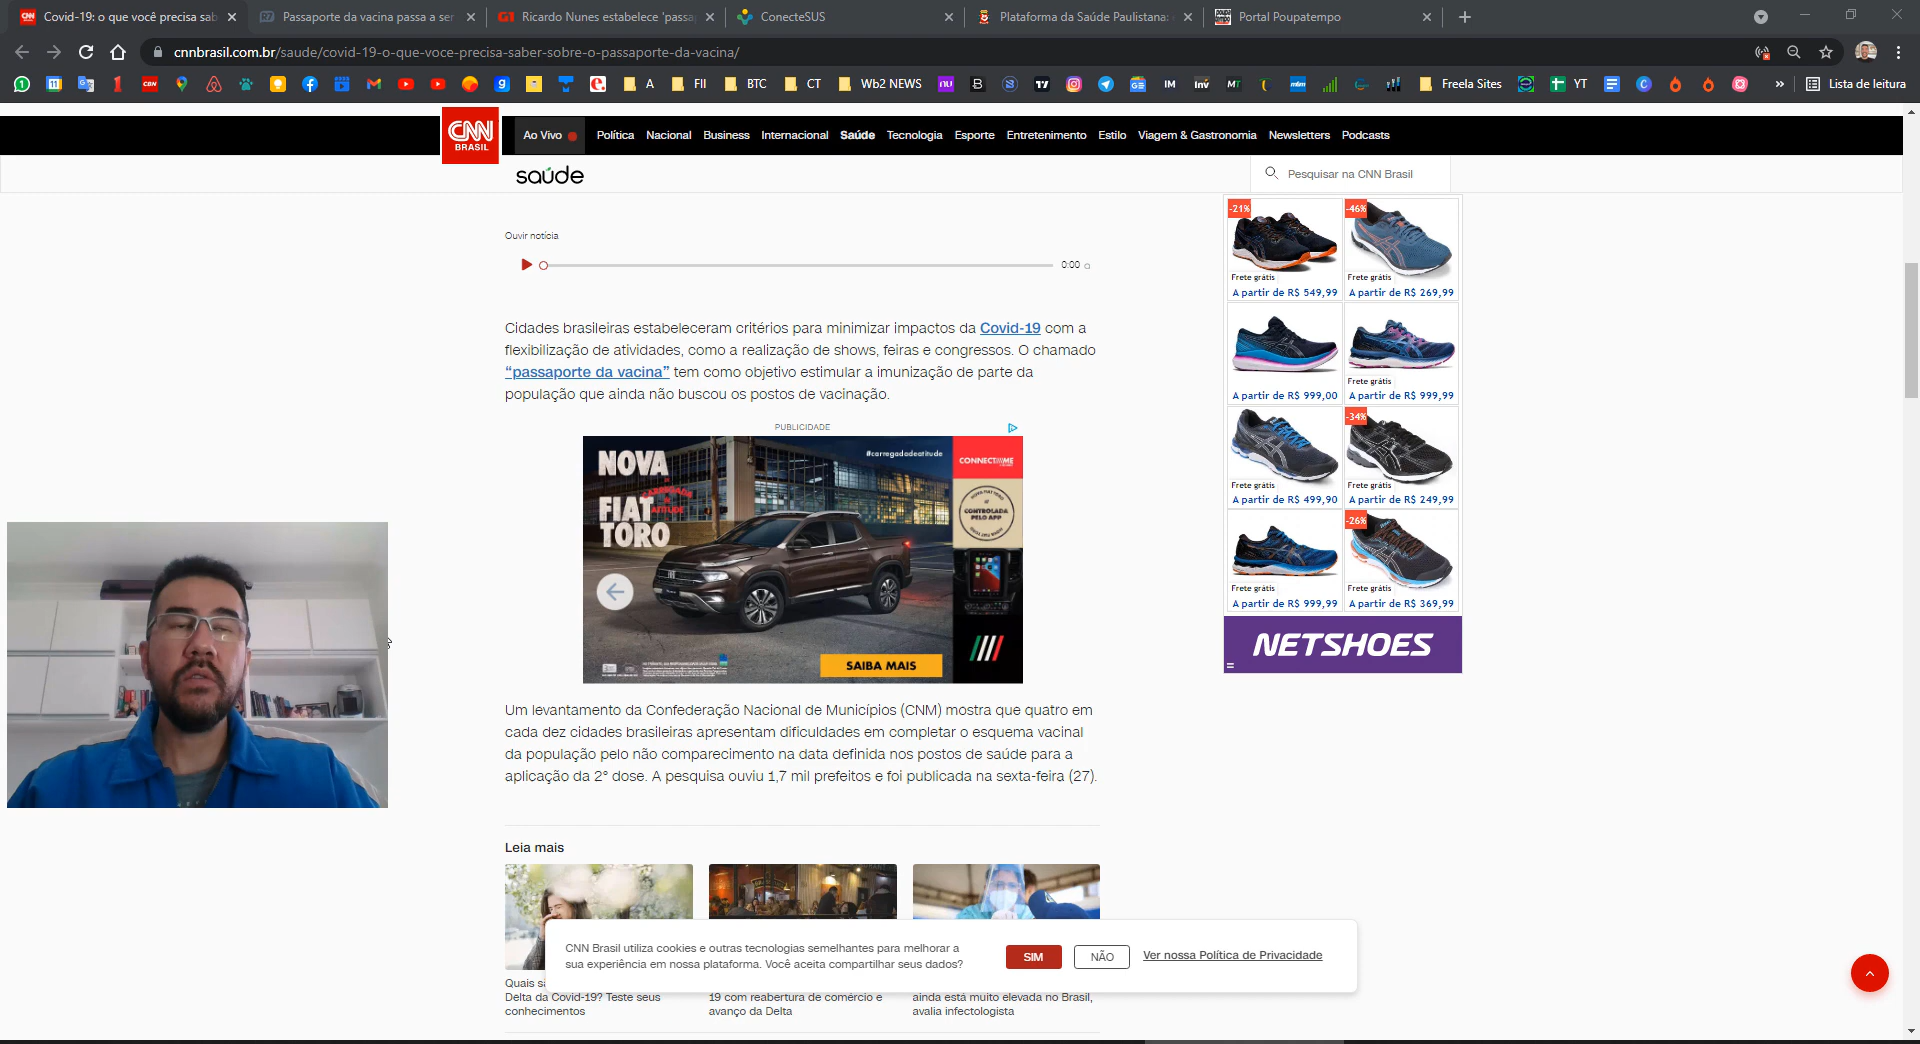 Covid-19: o que você precisa sab
Passaporte da vacina passa a ser
Ricardo Nunes estabelece 'passa
ConecteSUS
Plataforma da Saúde Paulistana:
Portal Poupatempo
cnnbrasil.com.br/saude/covid-19-o-que-voce-precisa-saber-sobre-o-passaporte-da-vacina/
A
FII
BTC
CT
Wb2 NEWS
Freela Sites
YT
Lista de leitura
CNN
BRASIL
Ao Vivo
Política
Nacional
Business
Internacional
Saúde
Tecnologia
Esporte
Entretenimento
Estilo
Viagem & Gastronomia
Newsletters
Podcasts
saúde
Pesquisar na CNN Brasil
Ouvir notícia
0:00
Cidades brasileiras estabeleceram critérios para minimizar impactos da Covid-19 com a
flexibilização de atividades, como a realização de shows, feiras e congressos. O chamado
“passaporte da vacina” tem como objetivo estimular a imunização de parte da
população que ainda não buscou os postos de vacinação.
PUBLICIDADE
NOVA
FIAT
TORO
CARREGADA
DE
ATITUDE
#carregadadeatitude
CONNECT////ME
CONTROLADA
PELO APP
SAIBA MAIS
Um levantamento da Confederação Nacional de Municípios (CNM) mostra que quatro em
cada dez cidades brasileiras apresentam dificuldades em completar o esquema vacinal
da população pelo não comparecimento na data definida nos postos de saúde para a
aplicação da 2ª dose. A pesquisa ouviu 1,7 mil prefeitos e foi publicada na sexta-feira (27).
Leia mais
Quais s
Delta da Covid-19? Teste seus
conhecimentos
19 com reabertura de comércio e
avanço da Delta
ainda está muito elevada no Brasil,
avalia infectologista
CNN Brasil utiliza cookies e outras tecnologias semelhantes para melhorar a
sua experiência em nossa plataforma. Você aceita compartilhar seus dados?
SIM
NÃO
Ver nossa Política de Privacidade
-21%
Frete grátis
A partir de R$ 549,99
-46%
Frete grátis
A partir de R$ 269,99
A partir de R$ 999,00
Frete grátis
A partir de R$ 999,99
Frete grátis
A partir de R$ 499,90
-34%
Frete grátis
A partir de R$ 249,99
Frete grátis
A partir de R$ 999,99
-26%
Frete grátis
A partir de R$ 369,99
NETSHOES